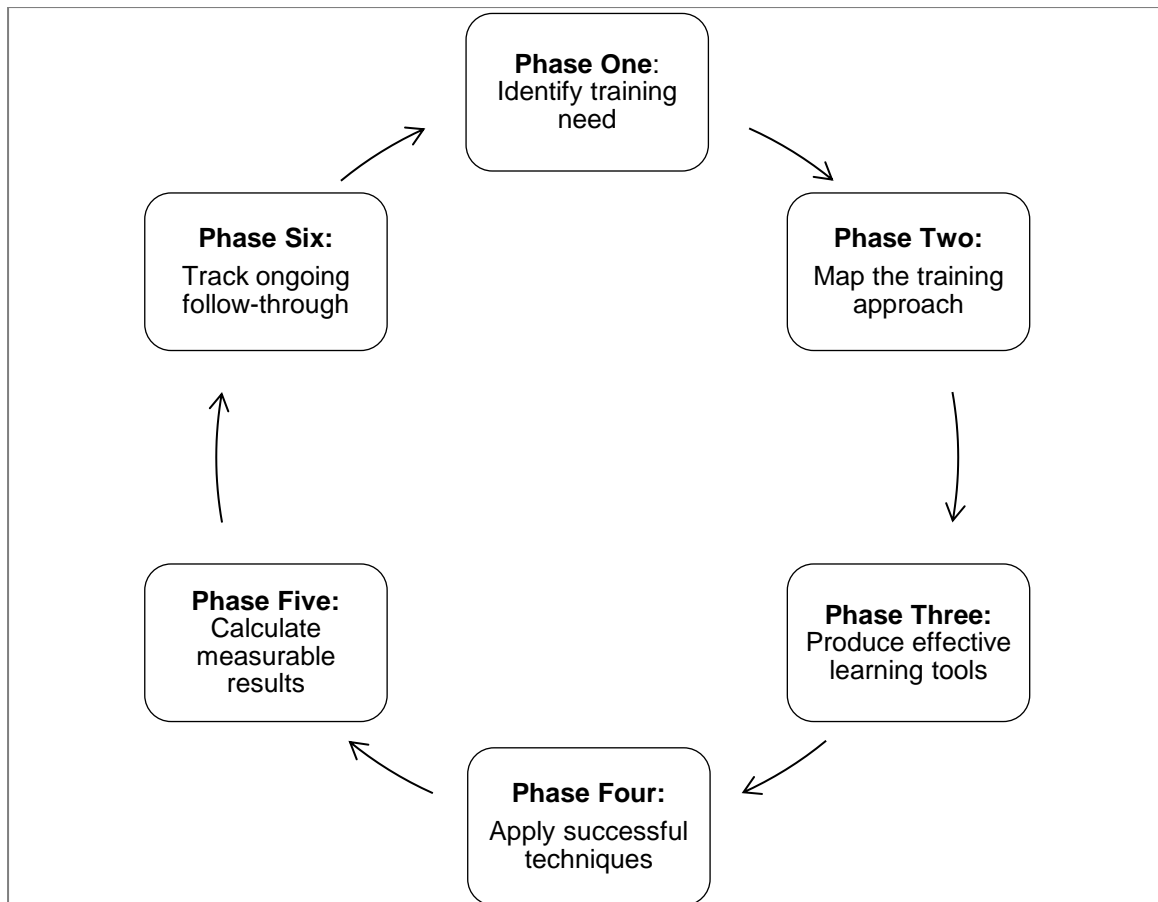 Phase One:
Identify training
need
Phase Two:
Map the training
approach
Phase Three:
Produce effective
learning tools
Phase Four:
Apply successful
techniques
Phase Five:
Calculate
measurable
results
Phase Six:
Track ongoing
follow-through